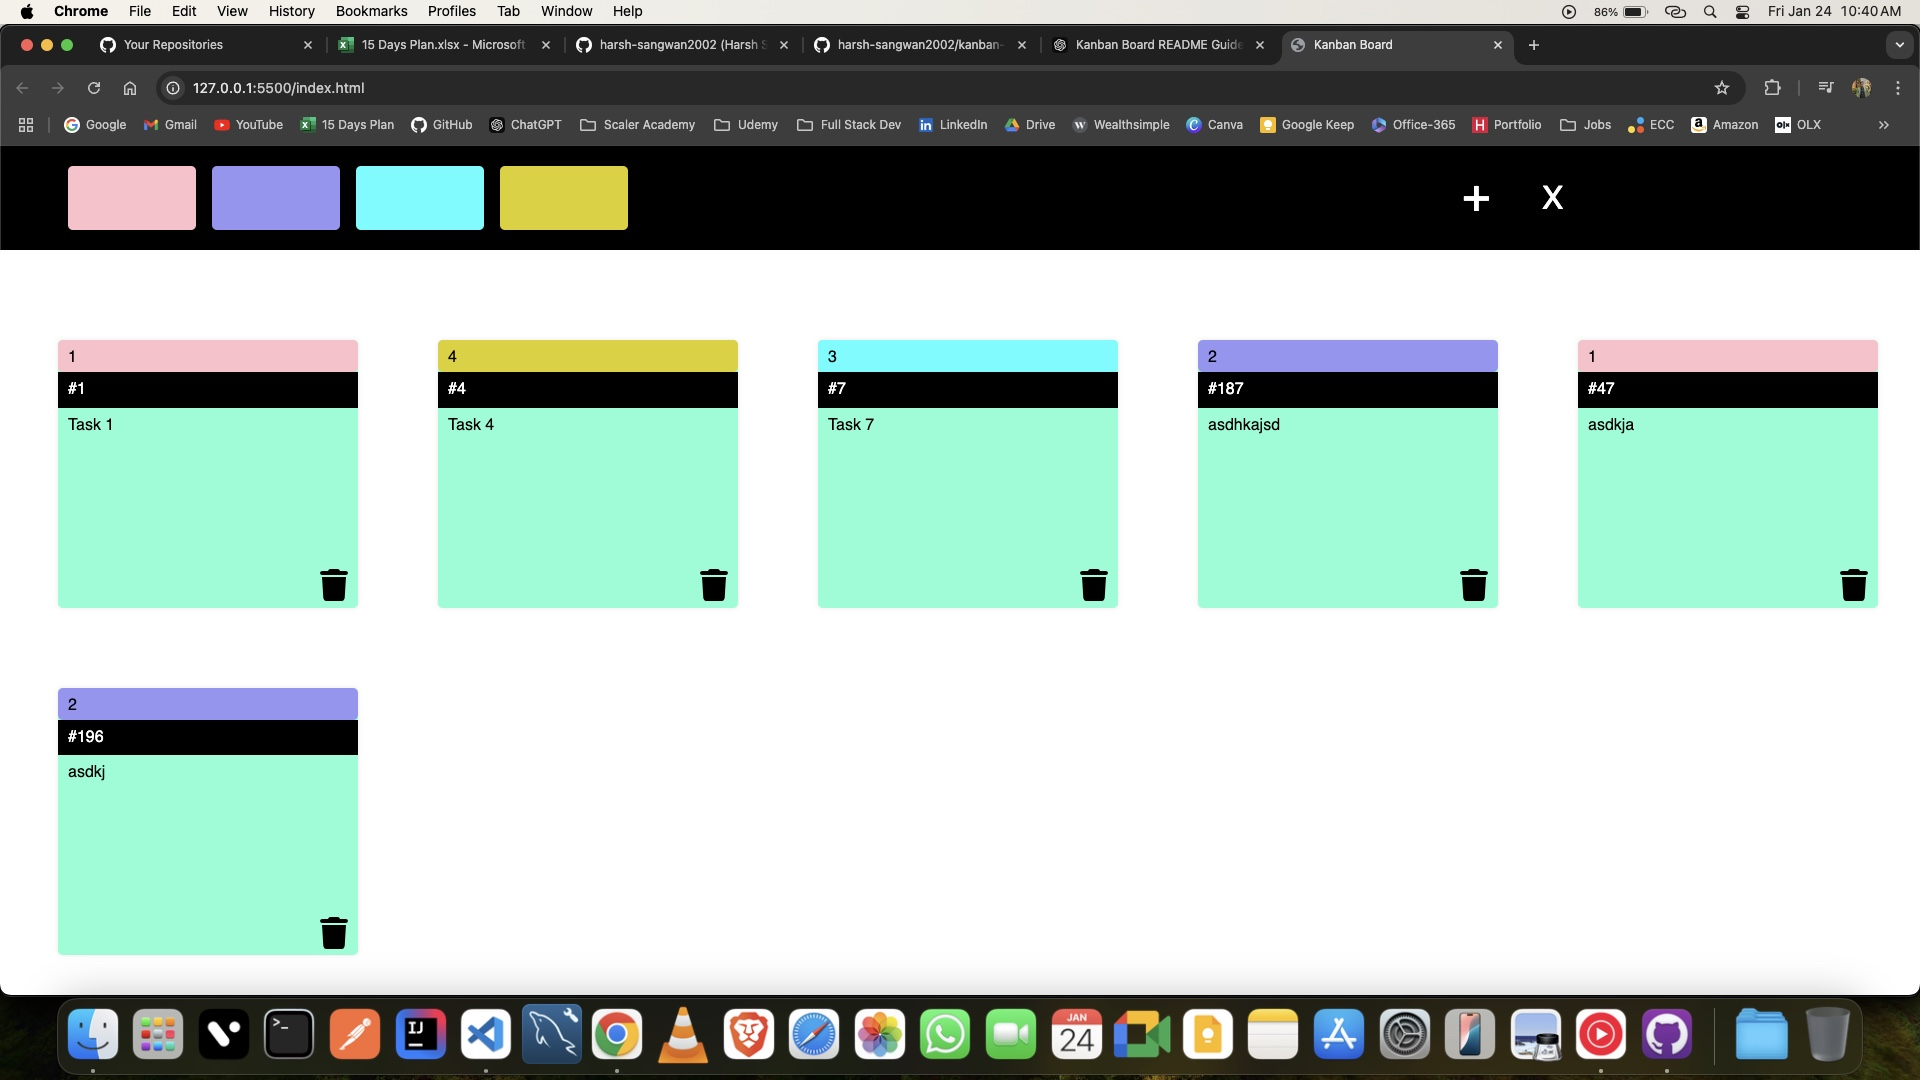 Chrome File Edit View History Bookmarks Profiles Tab Window Help 86% Fri Jan 24 10:40 AM
Your Repositories 15 Days Plan.xlsx - Microsoft harsh-sangwan2002 (Harsh S harsh-sangwan2002/kanban- Kanban Board README Guide Kanban Board
127.0.0.1:5500/index.html
Google Gmail YouTube 15 Days Plan GitHub ChatGPT Scaler Academy Udemy Full Stack Dev LinkedIn Drive Wealthsimple Canva Google Keep Office-365 Portfolio Jobs ECC Amazon OLX
+ X
1 4 3 2 1
#1 #4 #7 #187 #47
Task 1 Task 4 Task 7 asdhkajsd asdkja
2
#196
asdkj
JAN
24